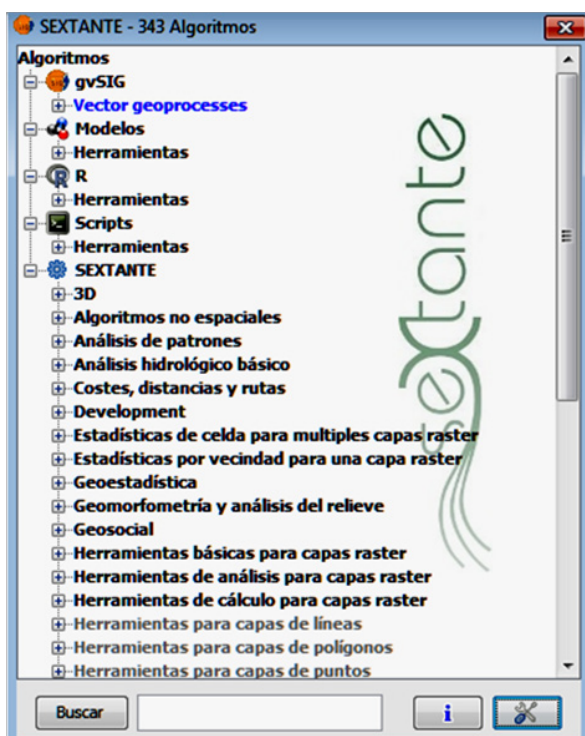 SEXTANTE - 343 Algoritmos
Algoritmos
gvSIG
Vector geoprocesses
Modelos
Herramientas
R
Herramientas
Scripts
Herramientas
SEXTANTE
3D
Algoritmos no espaciales
Análisis de patrones
Análisis hidrológico básico
Costes, distancias y rutas
Development
Estadísticas de celda para multiples capas raster
Estadísticas por vecindad para una capa raster
Geoestadística
Geomorfometría y análisis del relieve
Geosocial
Herramientas básicas para capas raster
Herramientas de análisis para capas raster
Herramientas de cálculo para capas raster
Herramientas para capas de líneas
Herramientas para capas de polígonos
Herramientas para capas de puntos
sextante
Buscar
i